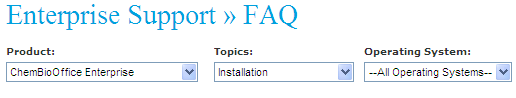 Enterprise Support » FAQ
Product: Topics: Operating System:
ChemBioOffice Enterprise Installation --All Operating Systems--